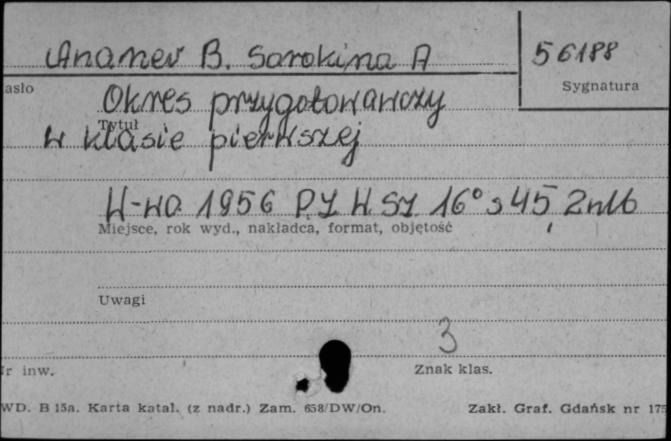 Ananev B. Sorokina A
56188
Sygnatura
asło
Okres przygotowawczy
Tytuł
w klasie pierwszej
W-wa 1956 PZWSZ 16° s 45, 2nlb
Miejsce, rok wyd., nakładca, format, objętość
Uwagi
3
r inw.
Znak klas.
WD. B 15a. Karta katal. (z nadr.) Zam. 658/DW/On.
Zakł. Graf. Gdańsk nr 175